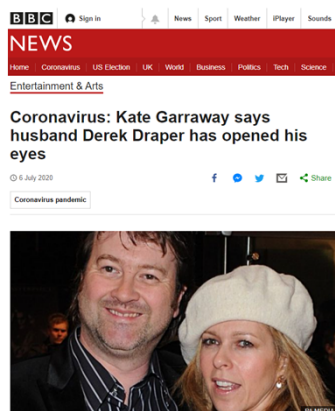 BBC Sign in News Sport Weather iPlayer Sounds
NEWS
Home Coronavirus US Election UK World Business Politics Tech Science
Entertainment & Arts
Coronavirus: Kate Garraway says
husband Derek Draper has opened his
eyes
6 July 2020 Share
Coronavirus pandemic